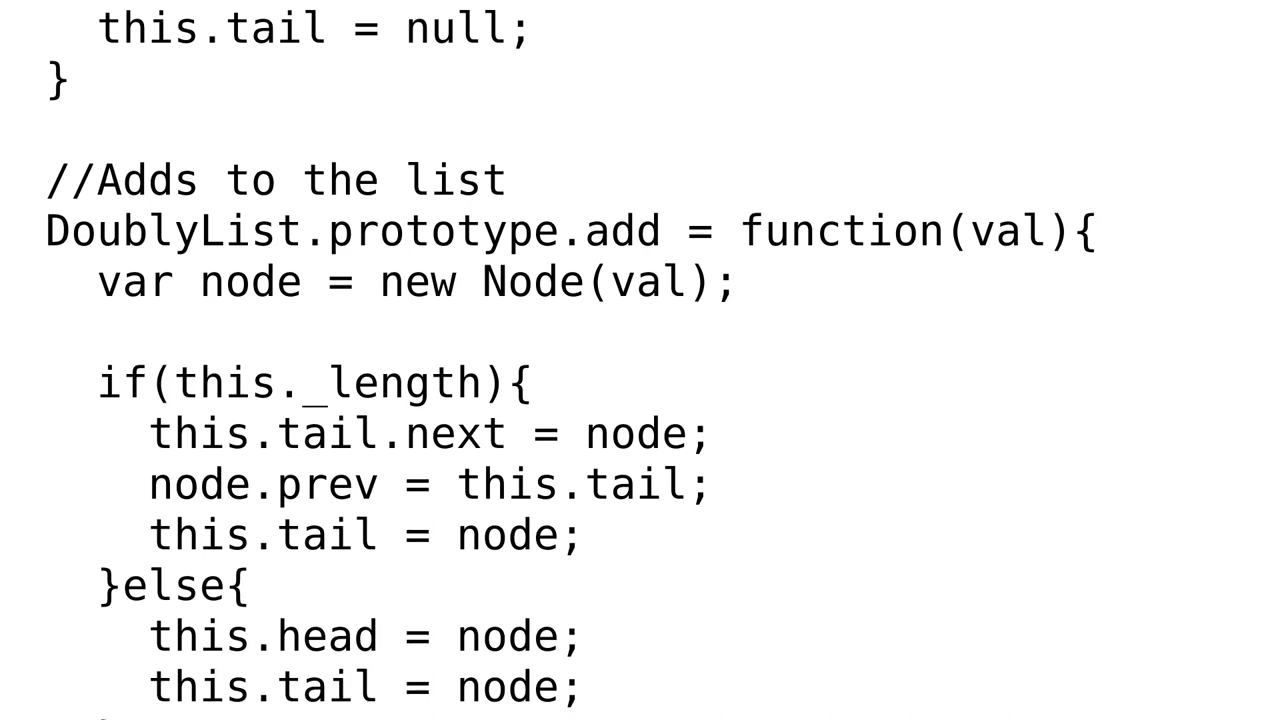 this.tail = null;
}

//Adds to the list
DoublyList.prototype.add = function(val){
  var node = new Node(val);

  if(this._length){
    this.tail.next = node;
    node.prev = this.tail;
    this.tail = node;
  }else{
    this.head = node;
    this.tail = node;